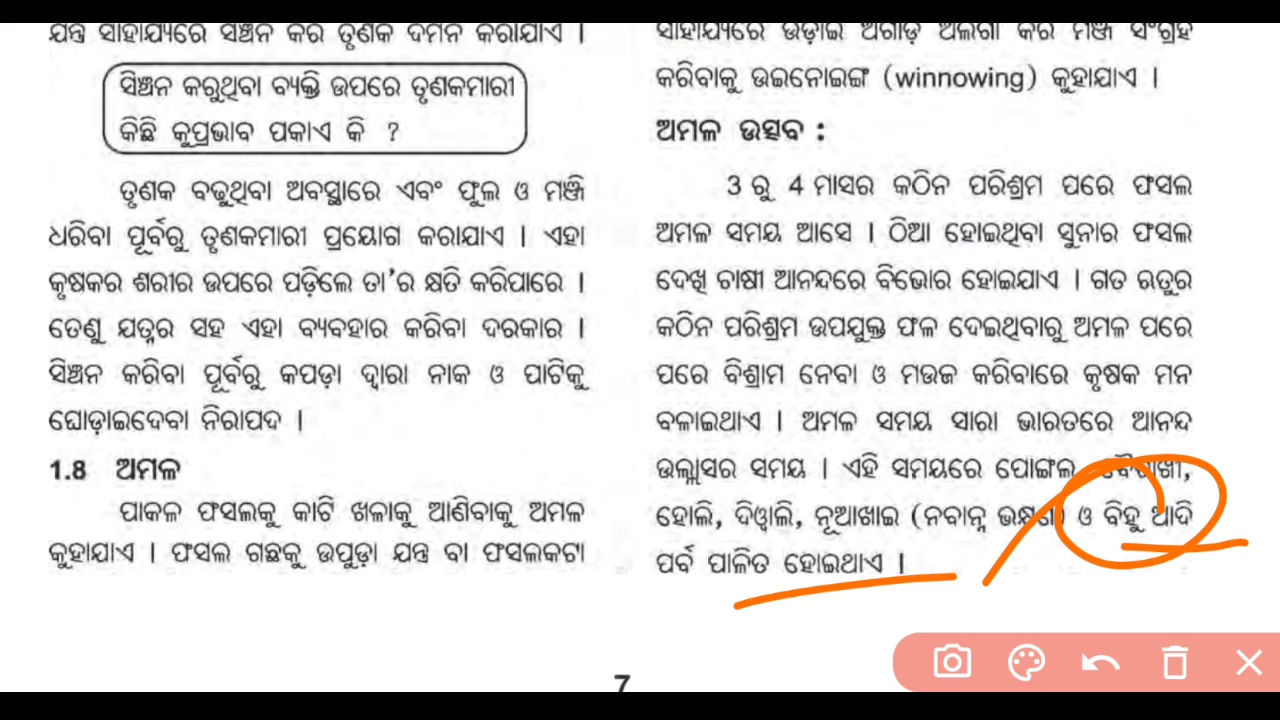 ଯନ୍ତ୍ର ସାହାଯ୍ୟରେ ସିଞ୍ଚନ କରି ତୃଣକ ଦମନ କରାଯାଏ ।
ସିଞ୍ଚନ କରୁଥିବା ବ୍ୟକ୍ତି ଉପରେ ତୃଣକମାରୀ
କିଛି କୁପ୍ରଭାବ ପକାଏ କି ?
ତୃଣକ ବଢୁଥିବା ଅବସ୍ଥାରେ ଏବଂ ଫୁଲ ଓ ମଞ୍ଜି
ଧରିବା ପୂର୍ବରୁ ତୃଣକମାରୀ ପ୍ରୟୋଗ କରାଯାଏ । ଏହା
କୃଷକର ଶରୀର ଉପରେ ପଡ଼ିଲେ ତା'ର କ୍ଷତି କରିପାରେ ।
ତେଣୁ ଯତ୍ନର ସହ ଏହା ବ୍ୟବହାର କରିବା ଦରକାର ।
ସିଞ୍ଚନ କରିବା ପୂର୍ବରୁ କପଡ଼ା ଦ୍ୱାରା ନାକ ଓ ପାଟିକୁ
ଘୋଡ଼ାଇଦେବା ନିରାପଦ ।
1.8 ଅମଳ
ପାକଳ ଫସଲକୁ କାଟି ଖଳାକୁ ଆଣିବାକୁ ଅମଳ
କୁହାଯାଏ । ଫସଲ ଗଛକୁ ଉପୁଡ଼ା ଯନ୍ତ୍ର ବା ଫସଲକଟା
ସାହାଯ୍ୟରେ ଉଡ଼ାଇ ଅଗାଡ଼ି ଅଲଗା କରି ମଞ୍ଜି ସଂଗ୍ରହ
କରିବାକୁ ଉଇନୋଇଙ୍ଗ (winnowing) କୁହାଯାଏ ।
ଅମଳ ଉତ୍ସବ :
3 ରୁ 4 ମାସର କଠିନ ପରିଶ୍ରମ ପରେ ଫସଲ
ଅମଳ ସମୟ ଆସେ । ଠିଆ ହୋଇଥିବା ସୁନାର ଫସଲ
ଦେଖି ଚାଷୀ ଆନନ୍ଦରେ ବିଭୋର ହୋଇଯାଏ । ଗତ ଋତୁର
କଠିନ ପରିଶ୍ରମ ଉପଯୁକ୍ତ ଫଳ ଦେଇଥିବାରୁ ଅମଳ ପରେ
ପରେ ବିଶ୍ରାମ ନେବା ଓ ମଉଜ କରିବାରେ କୃଷକ ମନ
ବଳାଇଥାଏ । ଅମଳ ସମୟ ସାରା ଭାରତରେ ଆନନ୍ଦ
ଉଲ୍ଲାସର ସମୟ । ଏହି ସମୟରେ ପୋଙ୍ଗଲ, ବୈଶାଖୀ,
ହୋଲି, ଦିଓ୍ୱାଲି, ନୂଆଖାଇ (ନବାନ୍ନ ଭକ୍ଷଣ) ଓ ବିହୁ ଆଦି
ପର୍ବ ପାଳିତ ହୋଇଥାଏ ।
7